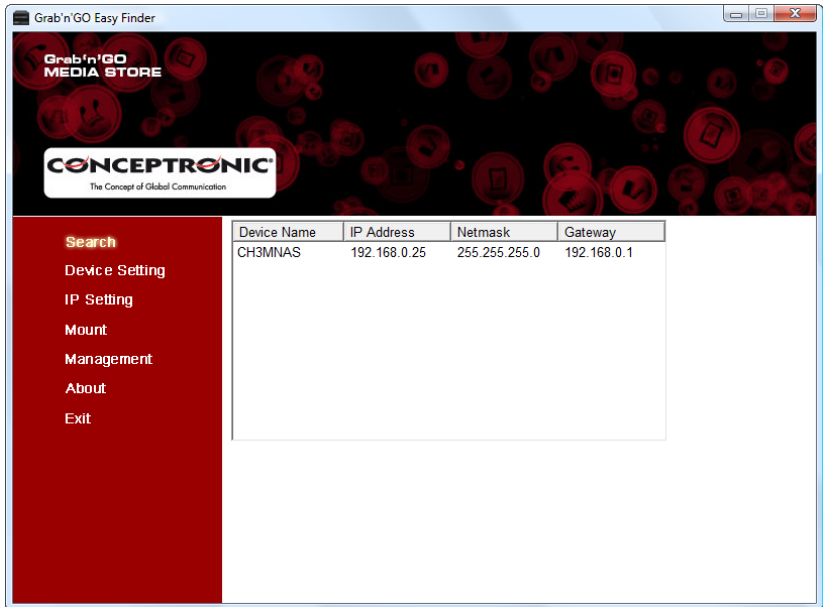 Grab'n'GO Easy Finder
Grab'n'GO
MEDIA STORE
CONCEPTRONIC
The Concept of Global Communication
Search
Device Setting
IP Setting
Mount
Management
About
Exit
Device Name IP Address Netmask Gateway
CH3MNAS 192.168.0.25 255.255.255.0 192.168.0.1